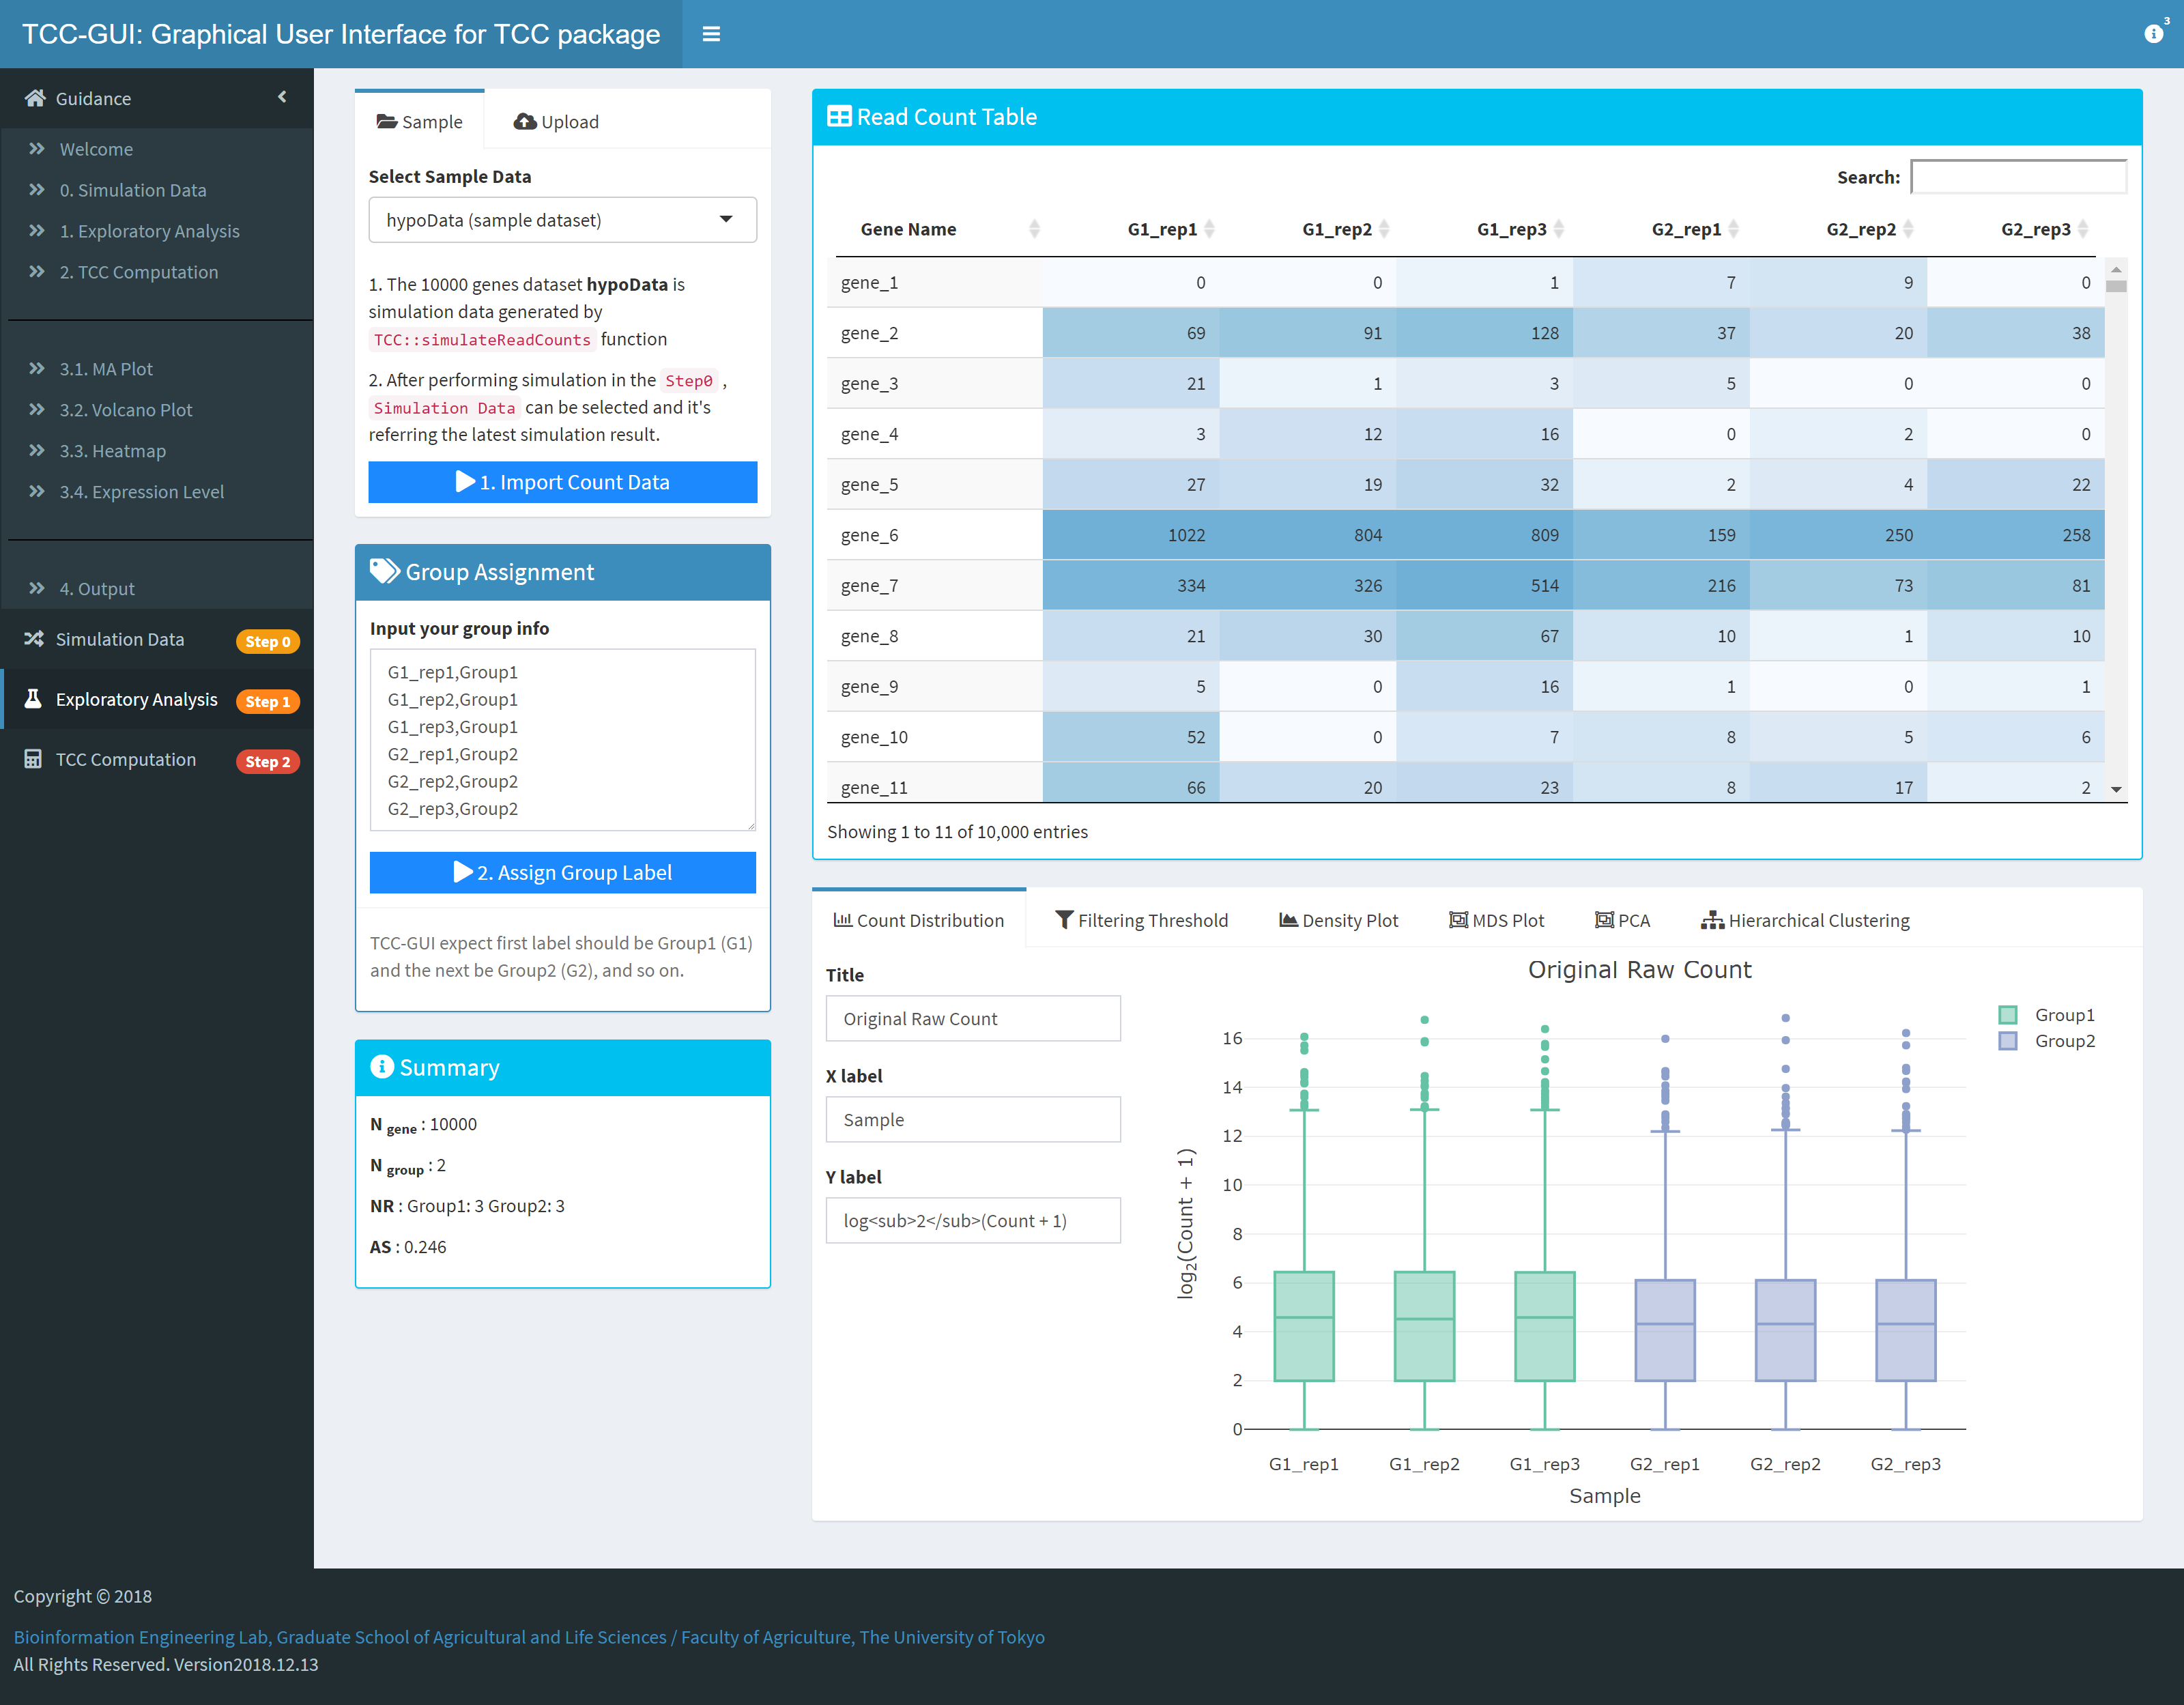 TCC-GUI: Graphical User Interface for TCC package
3
Guidance
Welcome
0. Simulation Data
1. Exploratory Analysis
2. TCC Computation
3.1. MA Plot
3.2. Volcano Plot
3.3. Heatmap
3.4. Expression Level
4. Output
Simulation Data Step 0
Exploratory Analysis Step 1
TCC Computation Step 2
Sample Upload
Select Sample Data
hypoData (sample dataset)
1. The 10000 genes dataset hypoData is
simulation data generated by
TCC::simulateReadCounts function
2. After performing simulation in the Step0 ,
Simulation Data can be selected and it's
referring the latest simulation result.
1. Import Count Data
Group Assignment
Input your group info
G1_rep1,Group1
G1_rep2,Group1
G1_rep3,Group1
G2_rep1,Group2
G2_rep2,Group2
G2_rep3,Group2
2. Assign Group Label
TCC-GUI expect first label should be Group1 (G1)
and the next be Group2 (G2), and so on.
Summary
N gene : 10000
N group : 2
NR : Group1: 3 Group2: 3
AS : 0.246
Read Count Table
Search:
Gene Name G1_rep1 G1_rep2 G1_rep3 G2_rep1 G2_rep2 G2_rep3
gene_1 0 0 1 7 9 0
gene_2 69 91 128 37 20 38
gene_3 21 1 3 5 0 0
gene_4 3 12 16 0 2 0
gene_5 27 19 32 2 4 22
gene_6 1022 804 809 159 250 258
gene_7 334 326 514 216 73 81
gene_8 21 30 67 10 1 10
gene_9 5 0 16 1 0 1
gene_10 52 0 7 8 5 6
gene_11 66 20 23 8 17 2
Showing 1 to 11 of 10,000 entries
Count Distribution Filtering Threshold Density Plot MDS Plot PCA Hierarchical Clustering
Title
Original Raw Count
X label
Sample
Y label
log<sub>2</sub>(Count + 1)
Original Raw Count
Group1
Group2
16
14
12
10
8
6
4
2
0
log2(Count + 1)
G1_rep1 G1_rep2 G1_rep3 G2_rep1 G2_rep2 G2_rep3
Sample
Copyright © 2018
Bioinformation Engineering Lab, Graduate School of Agricultural and Life Sciences / Faculty of Agriculture, The University of Tokyo
All Rights Reserved. Version2018.12.13